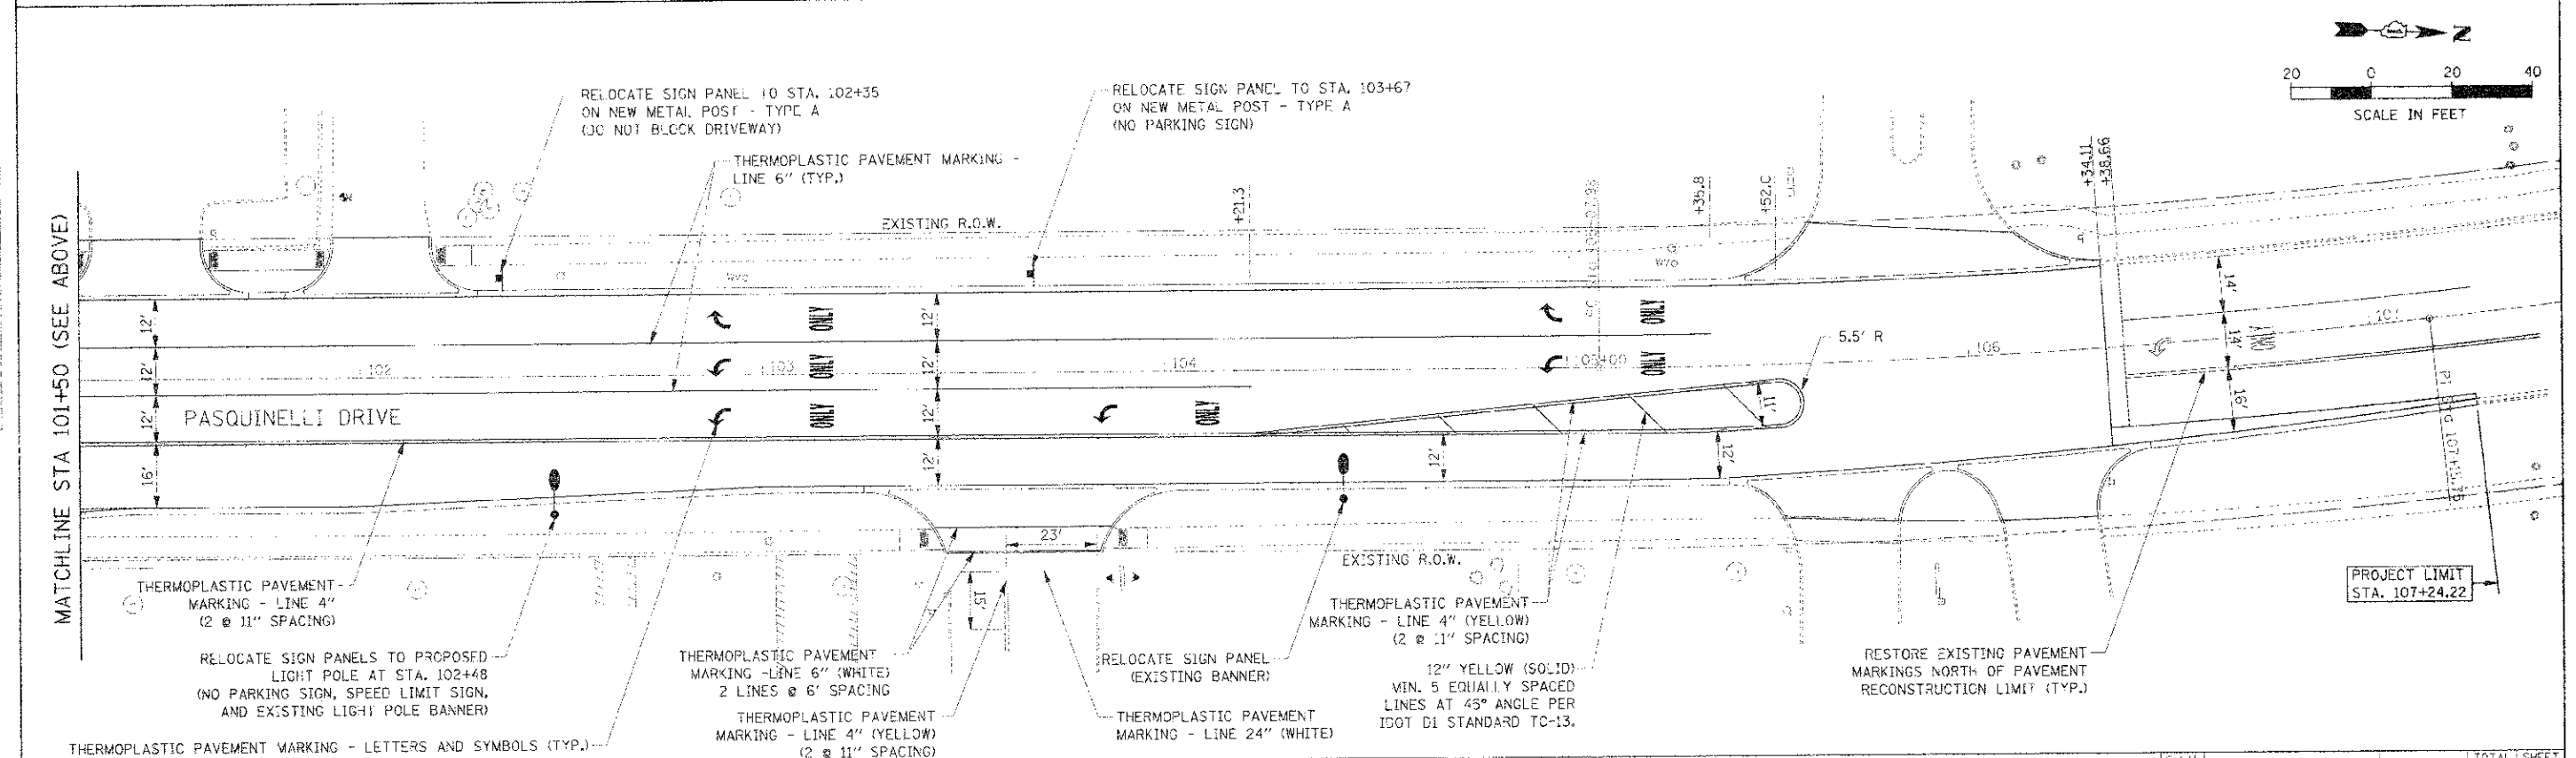 N
20 0 20 40
SCALE IN FEET
RELOCATE SIGN PANEL TO STA. 102+35
ON NEW METAL POST - TYPE A
(DO NOT BLOCK DRIVEWAY)
RELOCATE SIGN PANEL TO STA. 103+67
ON NEW METAL POST - TYPE A
(NO PARKING SIGN)
THERMOPLASTIC PAVEMENT MARKING -
LINE 6" (TYP.)
EXISTING R.O.W.
+21.3
+35.8
+52.0
+34.11
+38.66
MATCHLINE STA 101+50 (SEE ABOVE)
12'
12'
12'
16'
12'
12'
12'
12'
ONLY
ONLY
ONLY
ONLY
ONLY
ONLY
102
103
104
106
107
PASQUINELLI DRIVE
5.5' R
11'
12'
12'
14'
14'
16'
23'
15'
EXISTING R.O.W.
PROJECT LIMIT
STA. 107+24.22
THERMOPLASTIC PAVEMENT
MARKING - LINE 4"
(2 @ 11" SPACING)
RELOCATE SIGN PANELS TO PROPOSED
LIGHT POLE AT STA. 102+48
(NO PARKING SIGN, SPEED LIMIT SIGN,
AND EXISTING LIGHT POLE BANNER)
THERMOPLASTIC PAVEMENT MARKING - LETTERS AND SYMBOLS (TYP.)
THERMOPLASTIC PAVEMENT
MARKING -LINE 6" (WHITE)
2 LINES @ 6' SPACING
THERMOPLASTIC PAVEMENT
MARKING - LINE 4" (YELLOW)
(2 @ 11" SPACING)
RELOCATE SIGN PANEL
(EXISTING BANNER)
THERMOPLASTIC PAVEMENT
MARKING - LINE 24" (WHITE)
THERMOPLASTIC PAVEMENT
MARKING - LINE 4" (YELLOW)
(2 @ 11" SPACING)
12" YELLOW (SOLID)
MIN. 5 EQUALLY SPACED
LINES AT 45° ANGLE PER
IDOT D1 STANDARD TC-13.
RESTORE EXISTING PAVEMENT
MARKINGS NORTH OF PAVEMENT
RECONSTRUCTION LIMIT (TYP.)
TOTAL SHEET